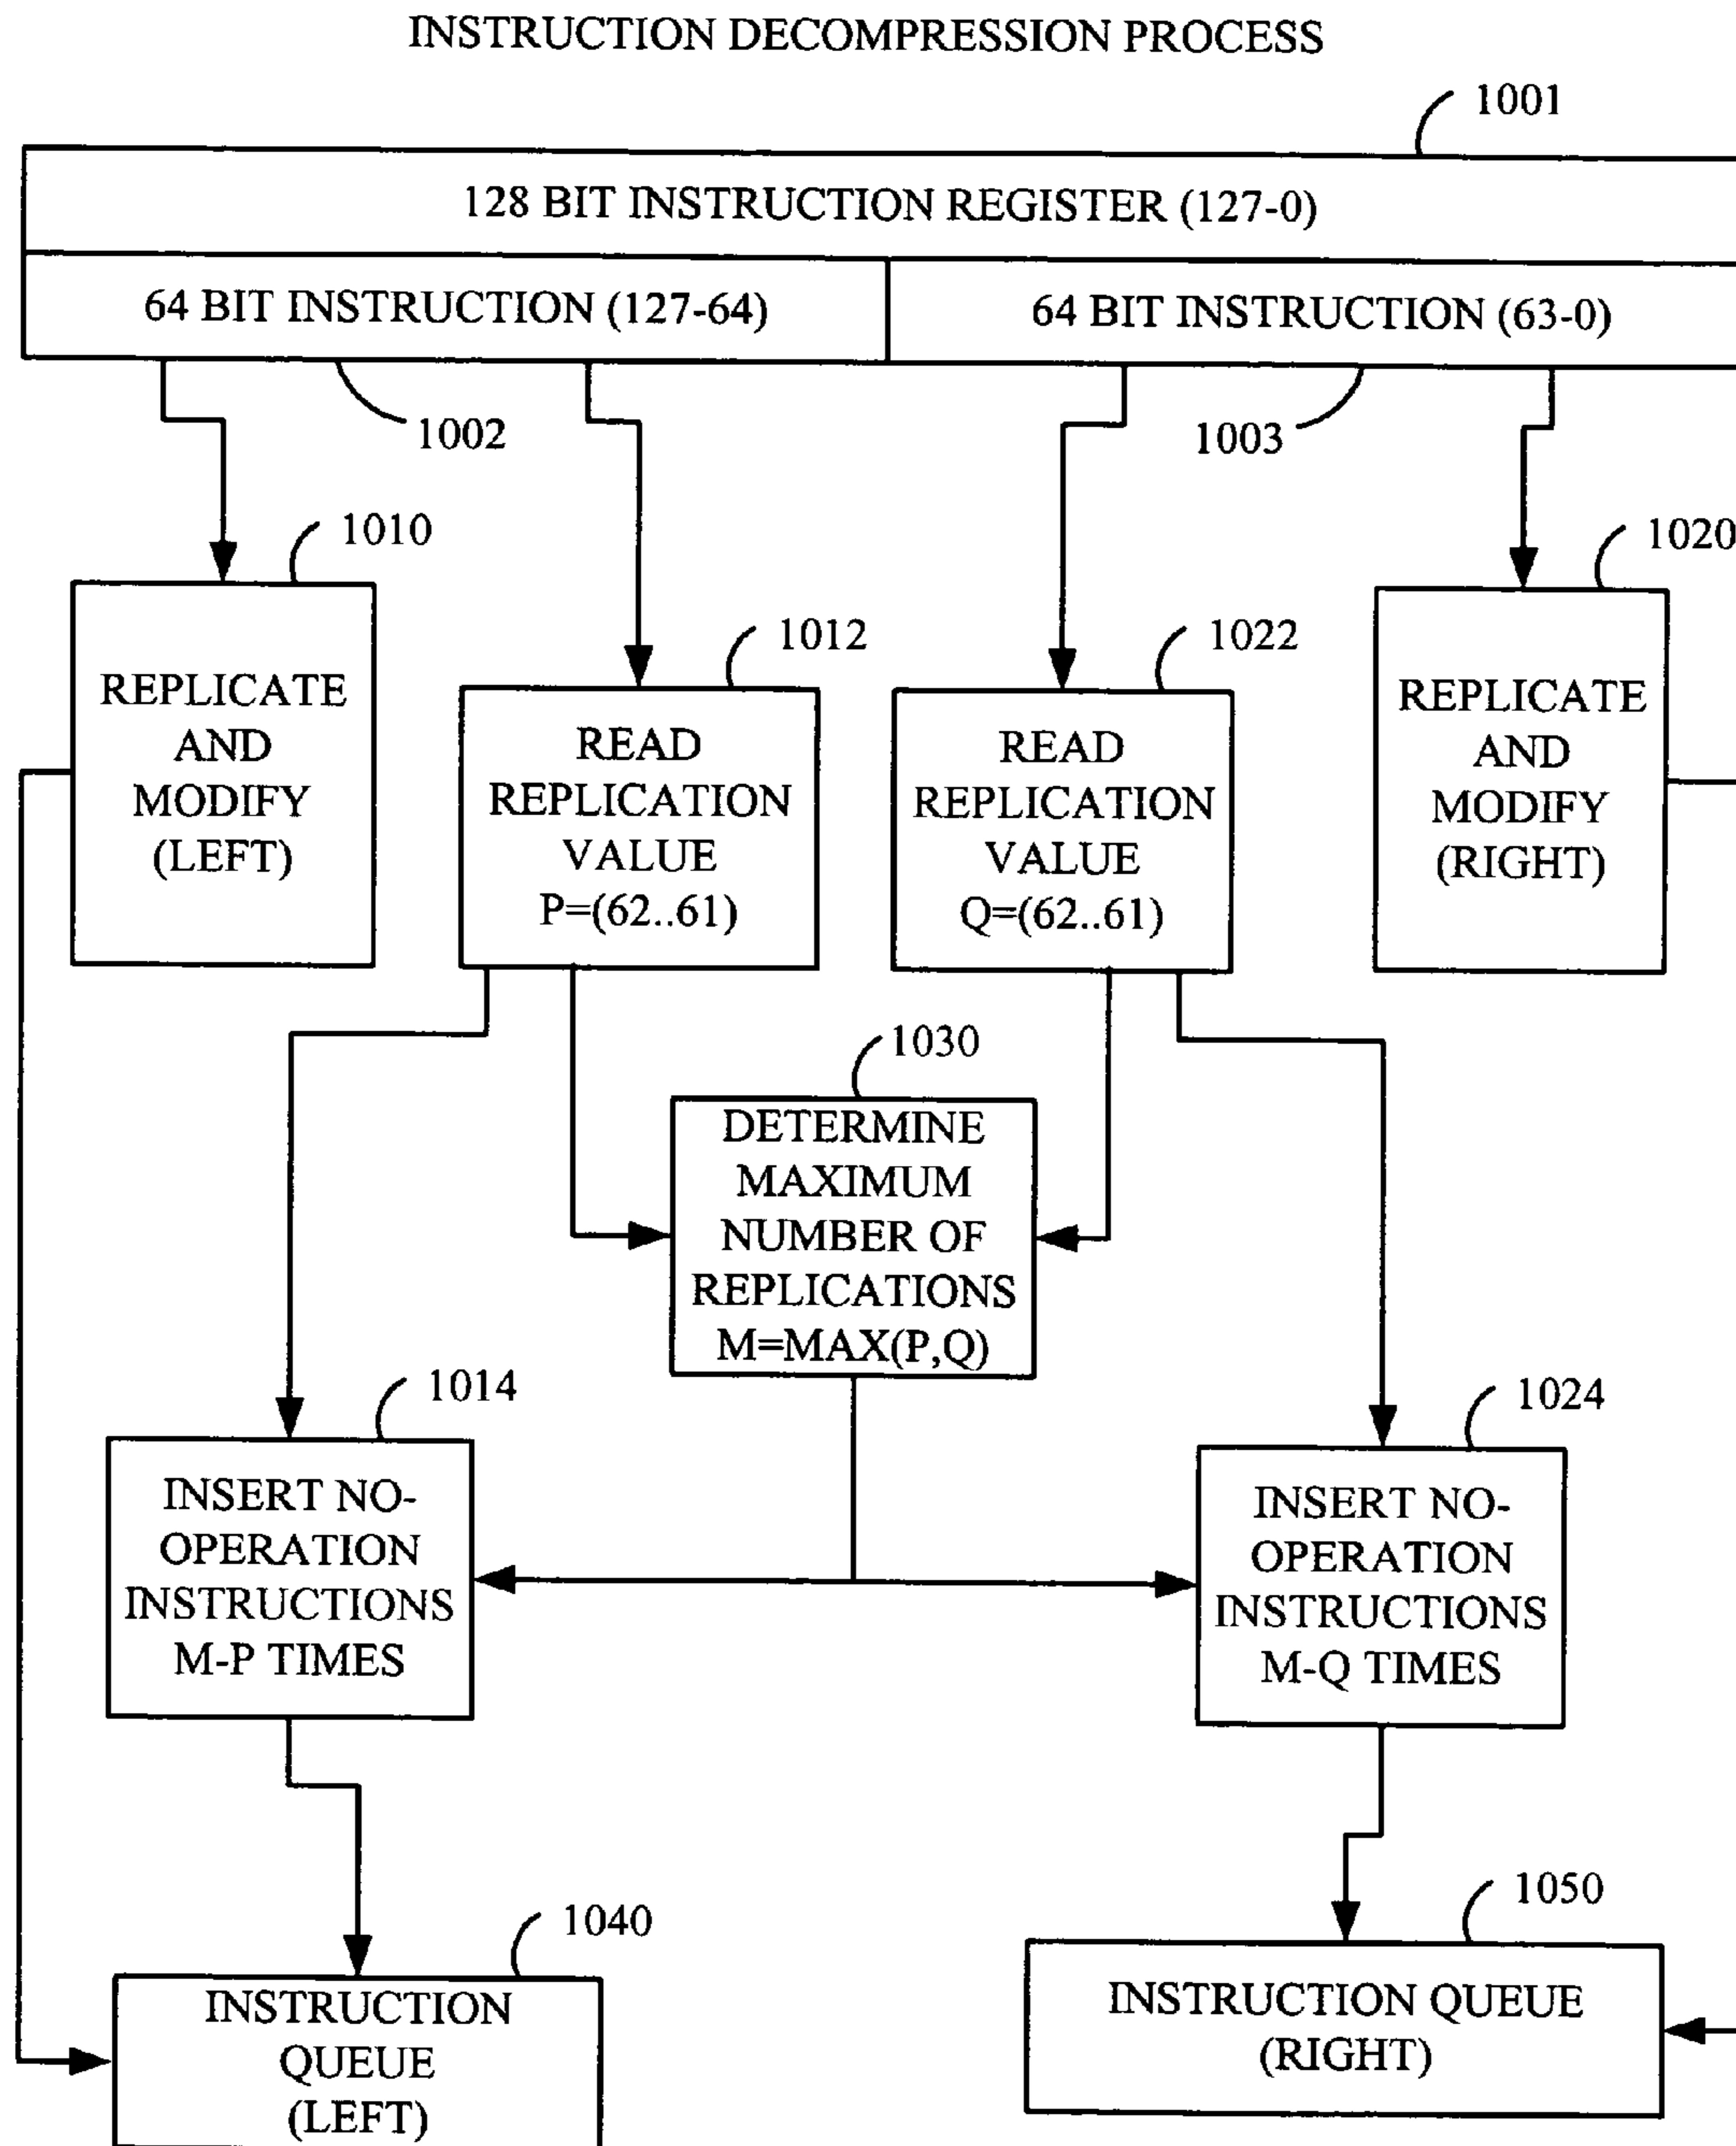 INSTRUCTION DECOMPRESSION PROCESS
1001
128 BIT INSTRUCTION REGISTER (127-0)
64 BIT INSTRUCTION (127-64)
64 BIT INSTRUCTION (63-0)
1002
1003
1010
1020
1012
1022
REPLICATE
AND
MODIFY
(LEFT)
READ
REPLICATION
VALUE
P=(62..61)
READ
REPLICATION
VALUE
Q=(62..61)
REPLICATE
AND
MODIFY
(RIGHT)
1030
DETERMINE
MAXIMUM
NUMBER OF
REPLICATIONS
M=MAX(P,Q)
1014
1024
INSERT NO-
OPERATION
INSTRUCTIONS
M-P TIMES
INSERT NO-
OPERATION
INSTRUCTIONS
M-Q TIMES
1040
1050
INSTRUCTION
QUEUE
(LEFT)
INSTRUCTION QUEUE
(RIGHT)